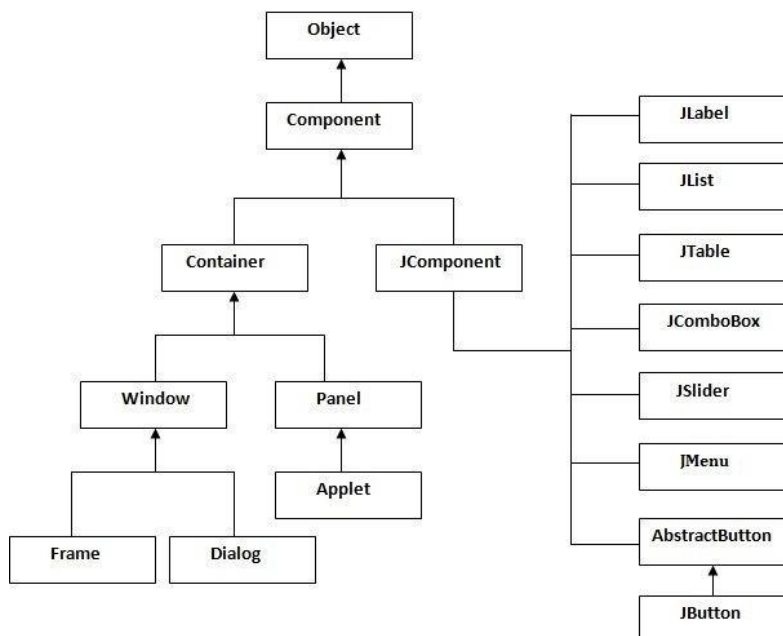 Object
Component
Container
JComponent
Window
Panel
Applet
Frame
Dialog
JLabel
JList
JTable
JComboBox
JSlider
JMenu
AbstractButton
JButton